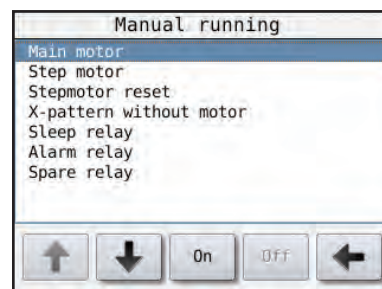 Manual running
Main motor
Step motor
Stepmotor reset
X-pattern without motor
Sleep relay
Alarm relay
Spare relay
On Off